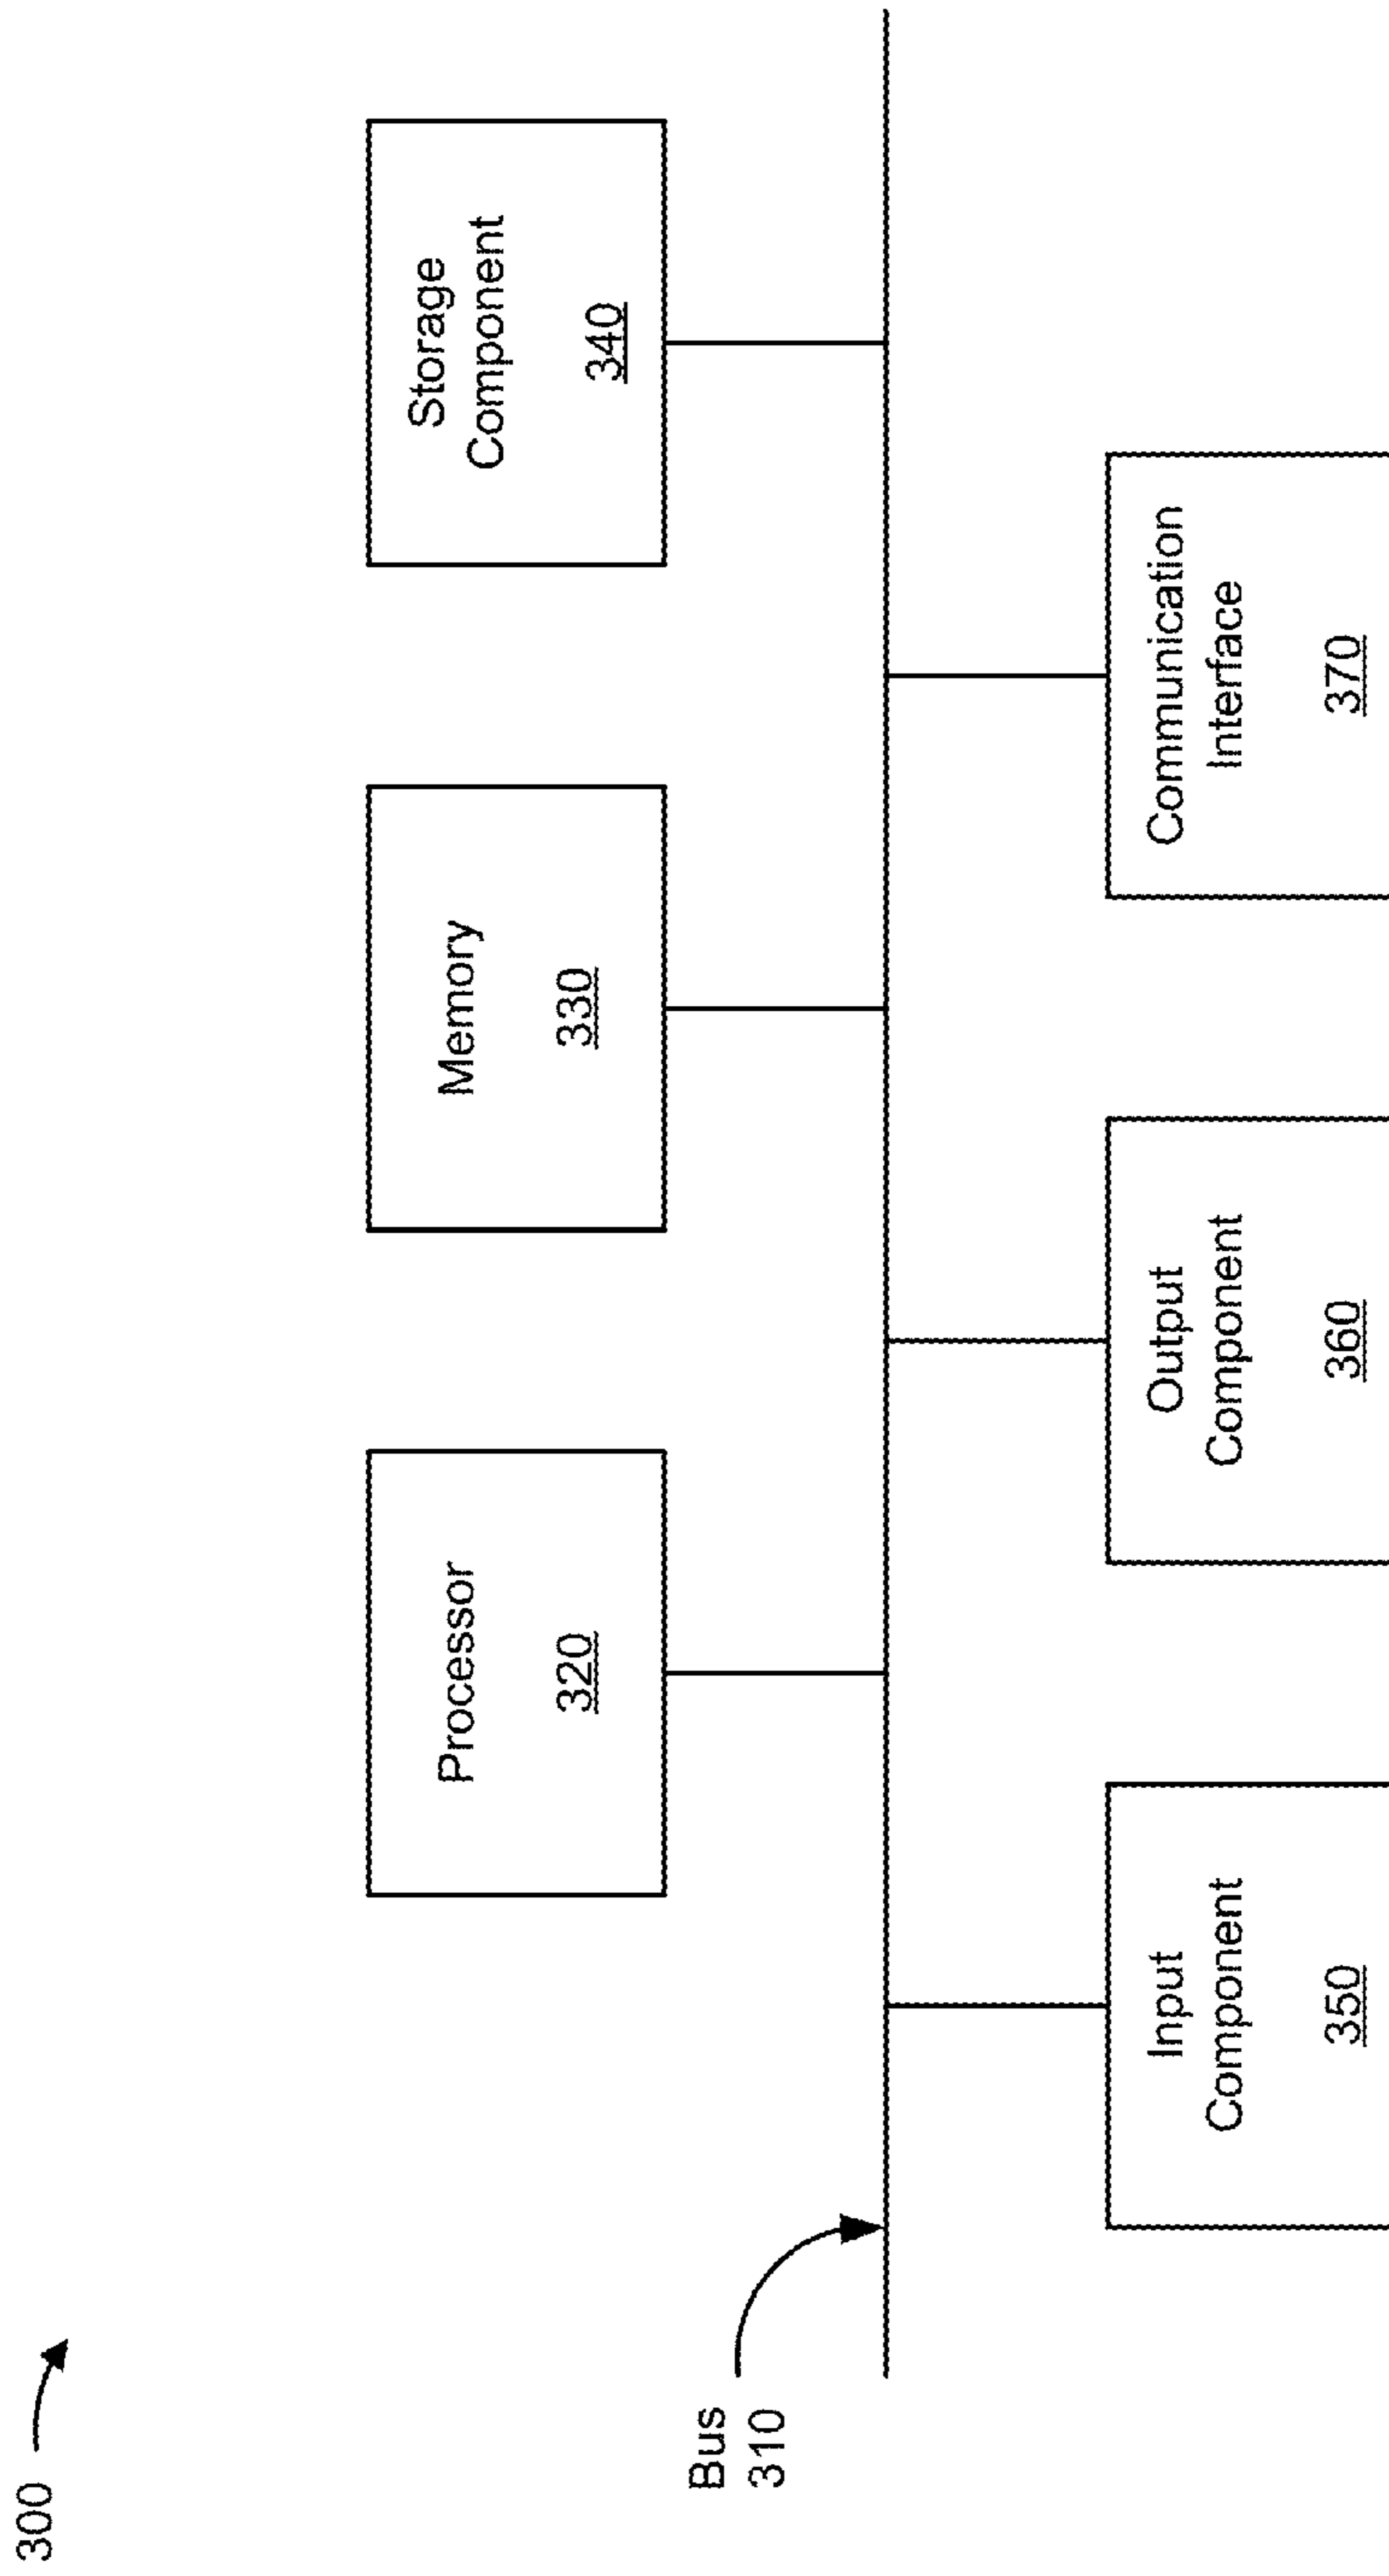 300
Processor
320
Memory
330
Storage
Component
340
Bus
310
Input
Component
350
Output
Component
360
Communication
Interface
370